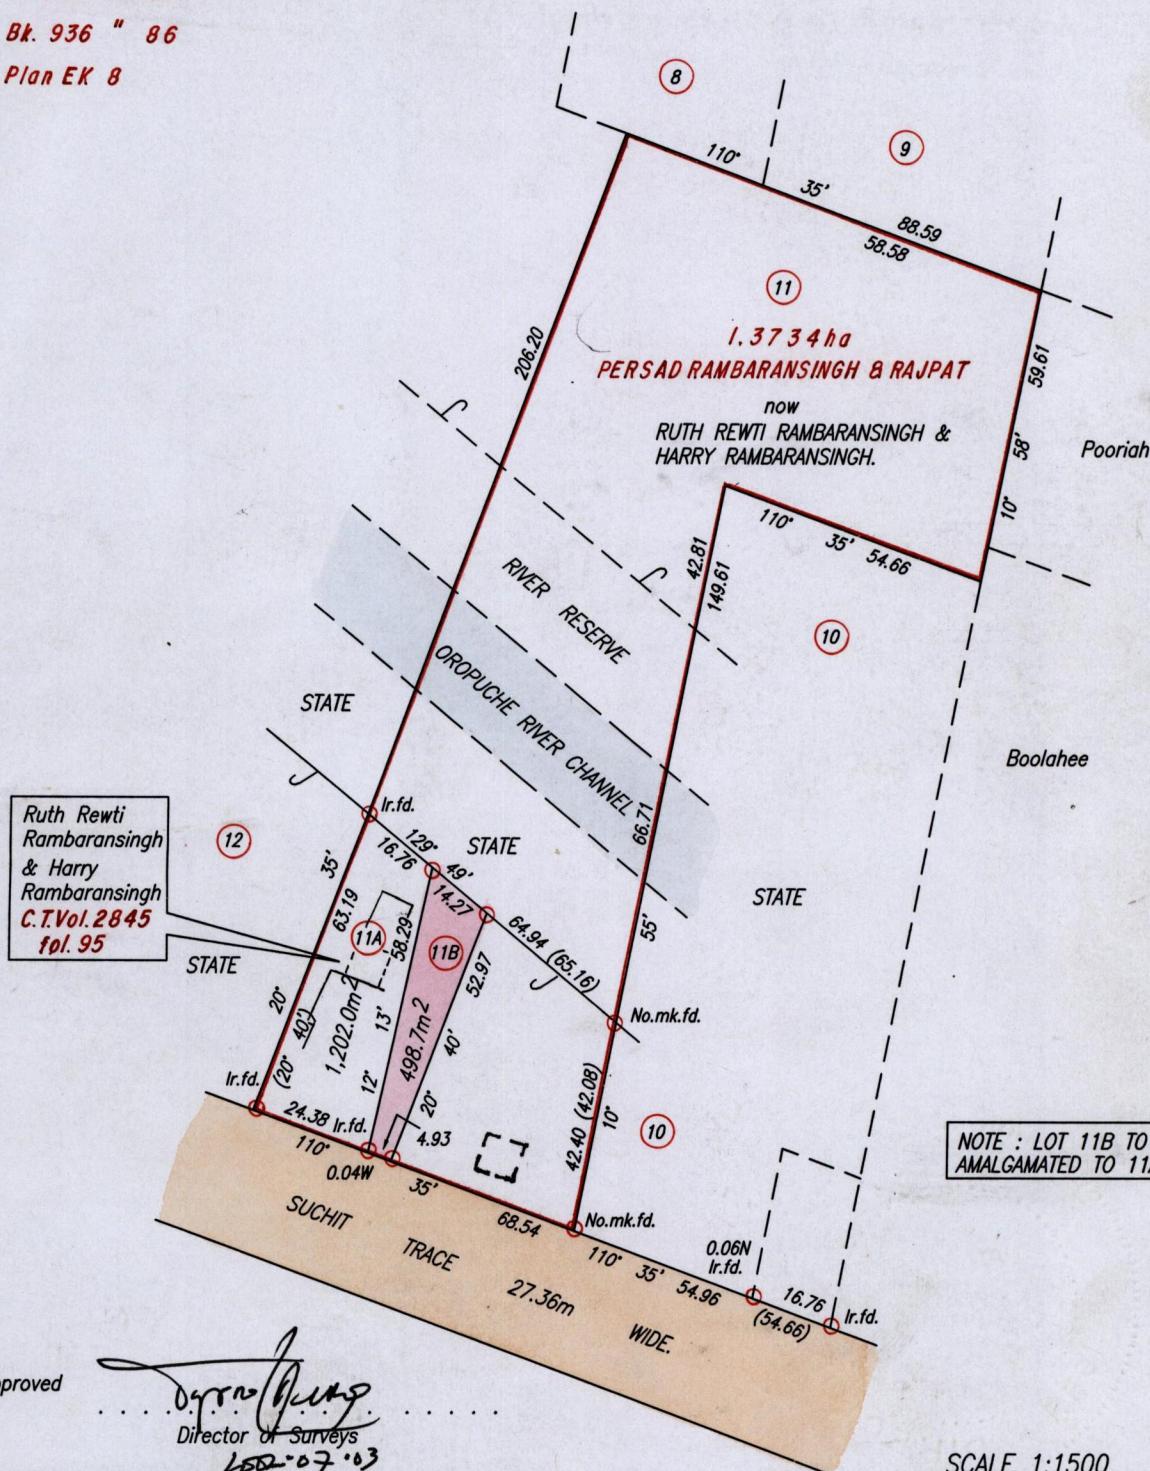 Bk. 936 " 86
Plan EK 8
8
9
110° 35' 88.59
58.58
11
1.3734ha
PERSAD RAMBARANSINGH & RAJPAT
now
RUTH REWTI RAMBARANSINGH &
HARRY RAMBARANSINGH.
206.20
59.61
58'
10°
Pooriah
110° 35' 54.66
42.81
149.61
RIVER RESERVE
10
OROPUCHE RIVER CHANNEL
STATE
Boolahee
Ir.fd.
Ruth Rewti
Rambaransingh
& Harry
Rambaransingh
C.T.Vol.2845
fol. 95
12
129° 49'
16.76
14.27
STATE
66.71
STATE
35'
63.19
20°
(20° 40')
11A
58.29
13'
12°
1,202.0m²
11B
498.7m²
52.97
40'
20°
64.94 (65.16)
55'
STATE
No.mk.fd.
42.40 (42.08)
10°
10
Ir.fd.
24.38
Ir.fd.
4.93
110°
0.04W
35'
68.54
No.mk.fd.
NOTE : LOT 11B TO
AMALGAMATED TO 11
SUCHIT TRACE 27.36m WIDE.
110° 35' 54.96
0.06N
Ir.fd.
16.76
(54.66)
Ir.fd.
proved
Director of Surveys
SCALE 1:1500